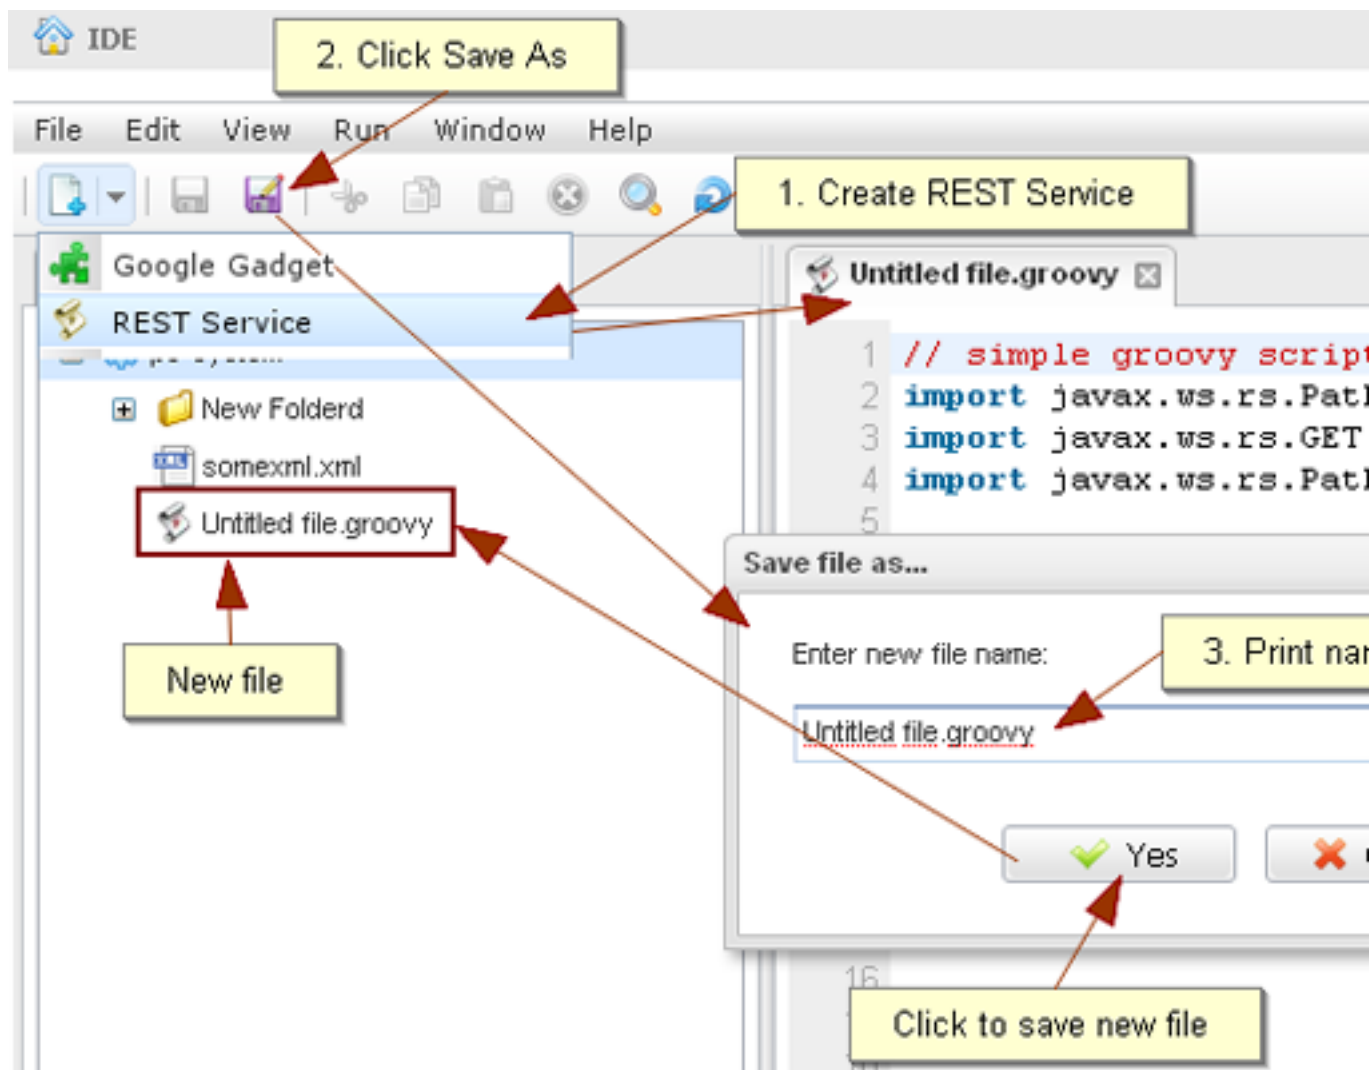 IDE
2. Click Save As
File Edit View Run Window Help
1. Create REST Service
Google Gadget
REST Service
New Folderd
somexml.xml
Untitled file.groovy
New file
Untitled file.groovy
1 // simple groovy script
2 import javax.ws.rs.Path
3 import javax.ws.rs.GET
4 import javax.ws.rs.Path
5
Save file as...
Enter new file name:
3. Print
Untitled file.groovy
Yes
16
Click to save new file